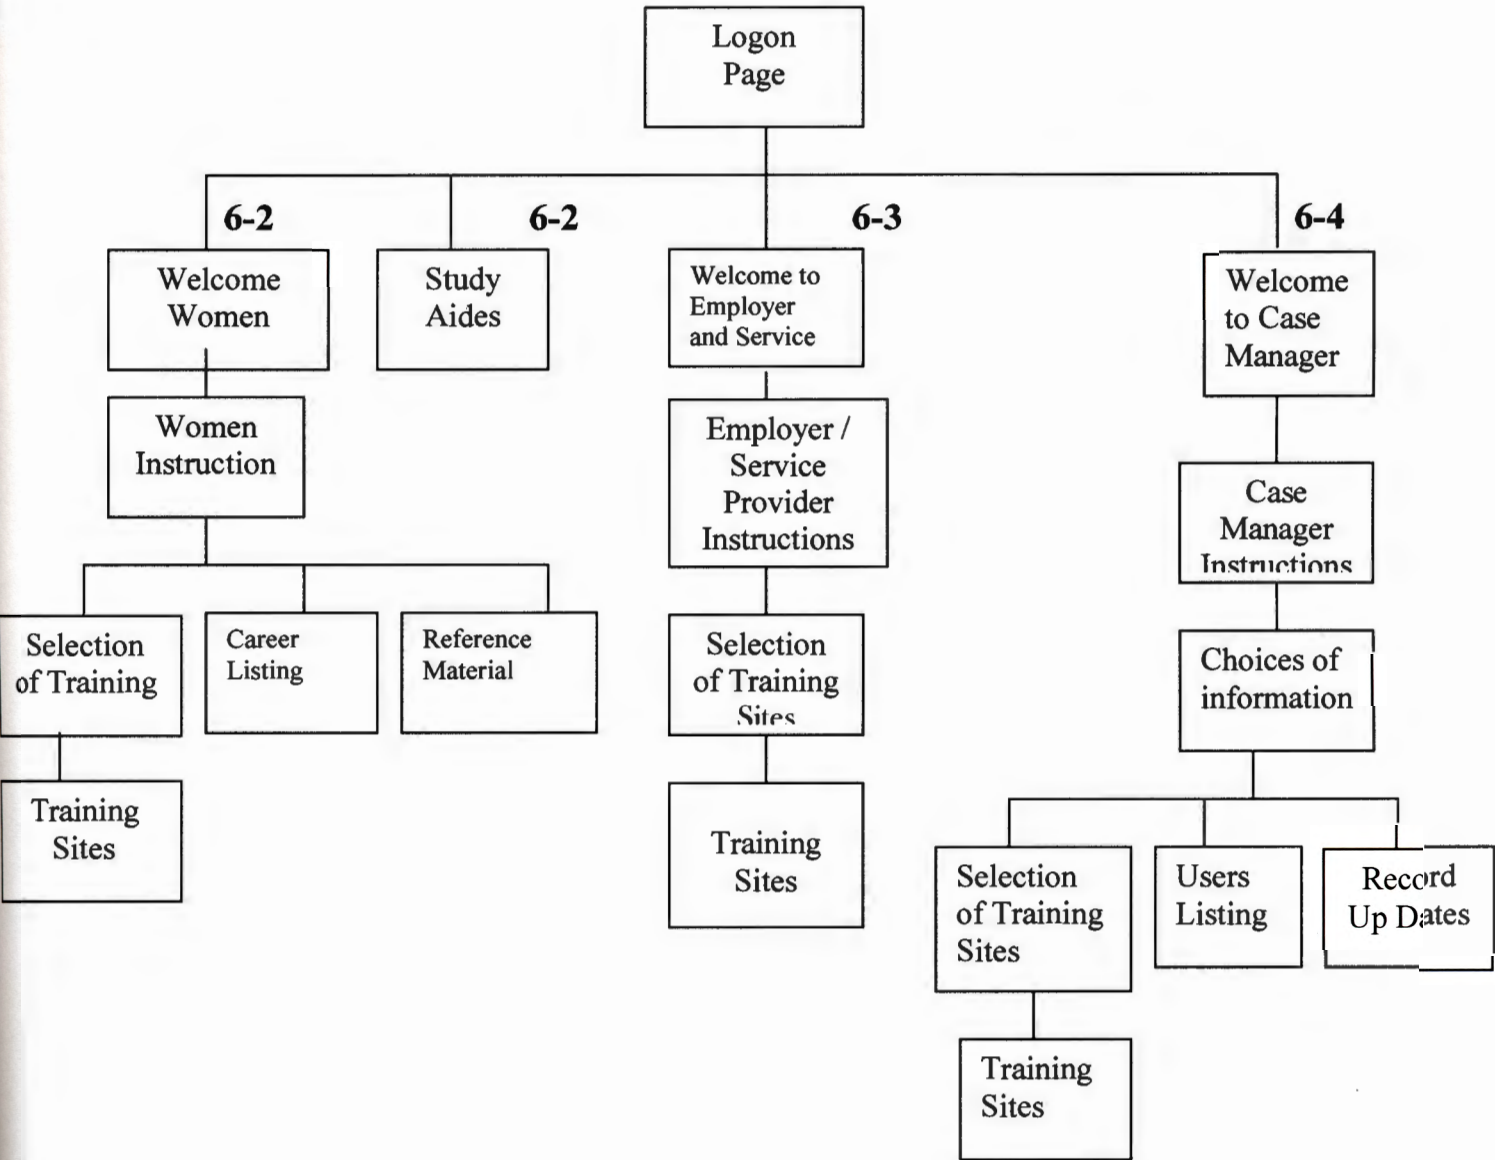 Logon
Page
6-2
6-2
6-3
6-4
Welcome
Women
Study
Aides
Welcome to
Employer
and Service
Welcome
to Case
Manager
Women
Instruction
Employer /
Service
Provider
Instructions
Case
Manager
Instructions
Selection
of Training
Career
Listing
Reference
Material
Selection
of Training
Sites
Choices of
information
Training
Sites
Training
Sites
Selection
of Training
Sites
Users
Listing
Record
Up Dates
Training
Sites